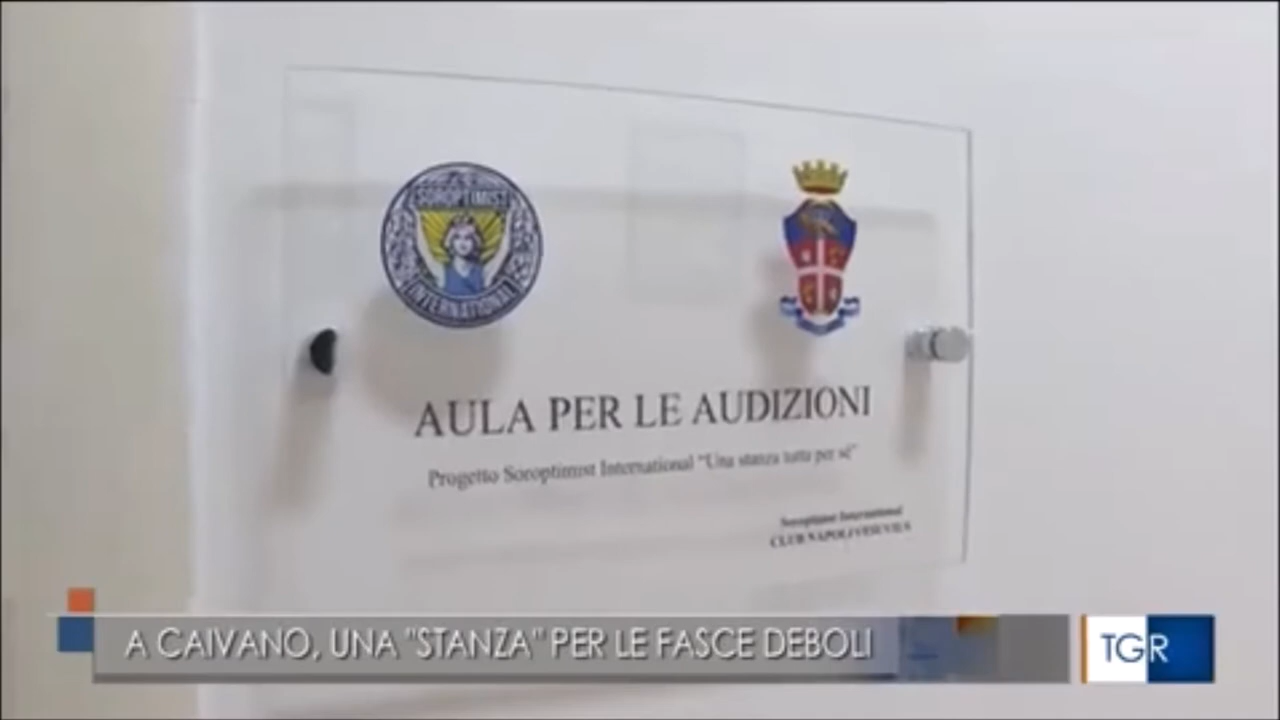 SOROPTIMIST
INTERNATIONAL
AULA PER LE AUDIZIONI
Progetto Soroptimist International "Una stanza tutta per sé"
Soroptimist International
CLUB NAPOLI VESUVIUS
A CAIVANO, UNA "STANZA" PER LE FASCE DEBOLI
TGR